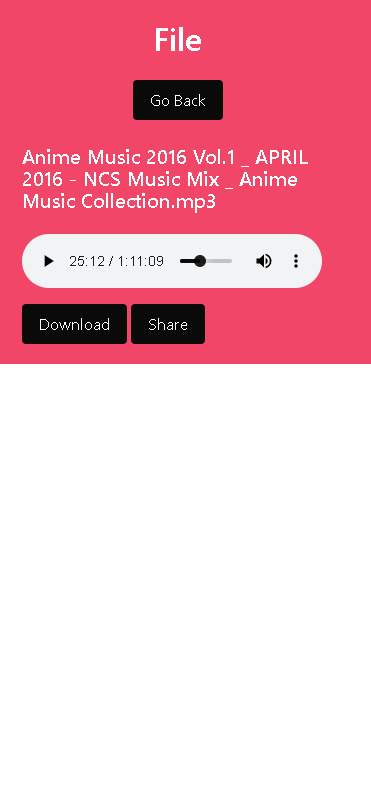 File
Go Back
Anime Music 2016 Vol.1 _ APRIL
2016 - NCS Music Mix _ Anime
Music Collection.mp3
25:12 / 1:11:09
Download
Share